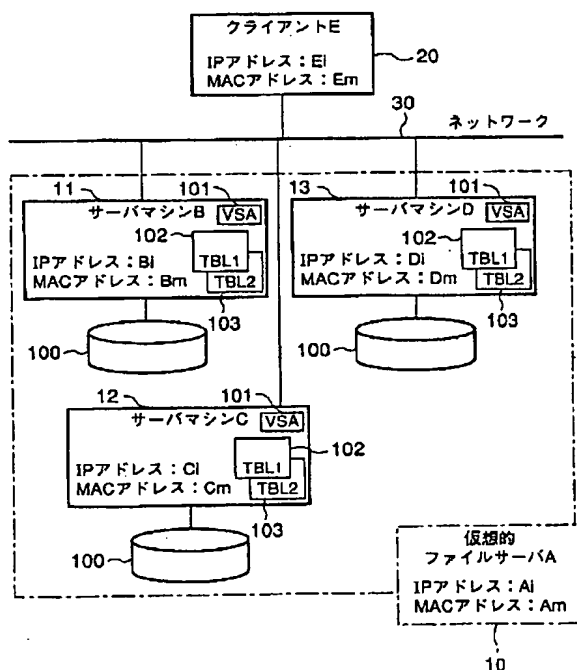 クライアントE
IPアドレス：Ei
MACアドレス：Em
20
30
ネットワーク
11
101
サーバマシンB
VSA
102
IPアドレス：Bi
TBL1
MACアドレス：Bm
TBL2
103
100
13
101
サーバマシンD
VSA
102
IPアドレス：Di
TBL1
MACアドレス：Dm
TBL2
103
100
12
101
サーバマシンC
VSA
102
IPアドレス：Ci
TBL1
MACアドレス：Cm
TBL2
103
100
仮想的
ファイルサーバA
IPアドレス：Ai
MACアドレス：Am
10